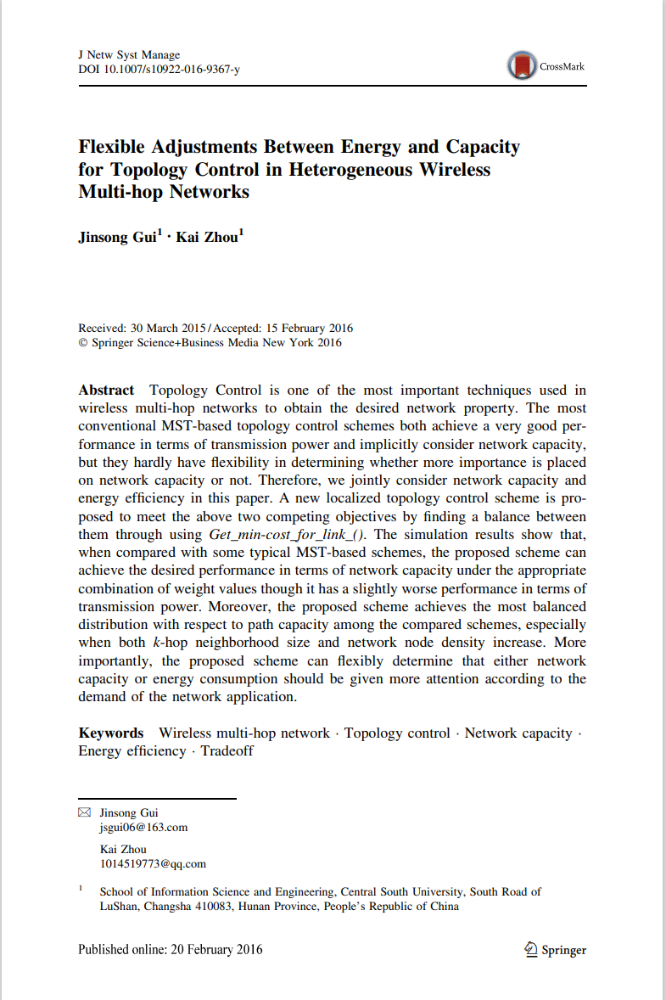 J Netw Syst Manage
DOI 10.1007/s10922-016-9367-y
CrossMark
Flexible Adjustments Between Energy and Capacity
for Topology Control in Heterogeneous Wireless
Multi-hop Networks
Jinsong Gui1 · Kai Zhou1
Received: 30 March 2015 / Accepted: 15 February 2016
© Springer Science+Business Media New York 2016
Abstract Topology Control is one of the most important techniques used in
wireless multi-hop networks to obtain the desired network property. The most
conventional MST-based topology control schemes both achieve a very good per-
formance in terms of transmission power and implicitly consider network capacity,
but they hardly have flexibility in determining whether more importance is placed
on network capacity or not. Therefore, we jointly consider network capacity and
energy efficiency in this paper. A new localized topology control scheme is pro-
posed to meet the above two competing objectives by finding a balance between
them through using Get_min-cost_for_link_(). The simulation results show that,
when compared with some typical MST-based schemes, the proposed scheme can
achieve the desired performance in terms of network capacity under the appropriate
combination of weight values though it has a slightly worse performance in terms of
transmission power. Moreover, the proposed scheme achieves the most balanced
distribution with respect to path capacity among the compared schemes, especially
when both k-hop neighborhood size and network node density increase. More
importantly, the proposed scheme can flexibly determine that either network
capacity or energy consumption should be given more attention according to the
demand of the network application.
Keywords Wireless multi-hop network · Topology control · Network capacity ·
Energy efficiency · Tradeoff
Jinsong Gui
jsgui06@163.com
Kai Zhou
1014519773@qq.com
1 School of Information Science and Engineering, Central South University, South Road of
LuShan, Changsha 410083, Hunan Province, People's Republic of China
Published online: 20 February 2016
Springer